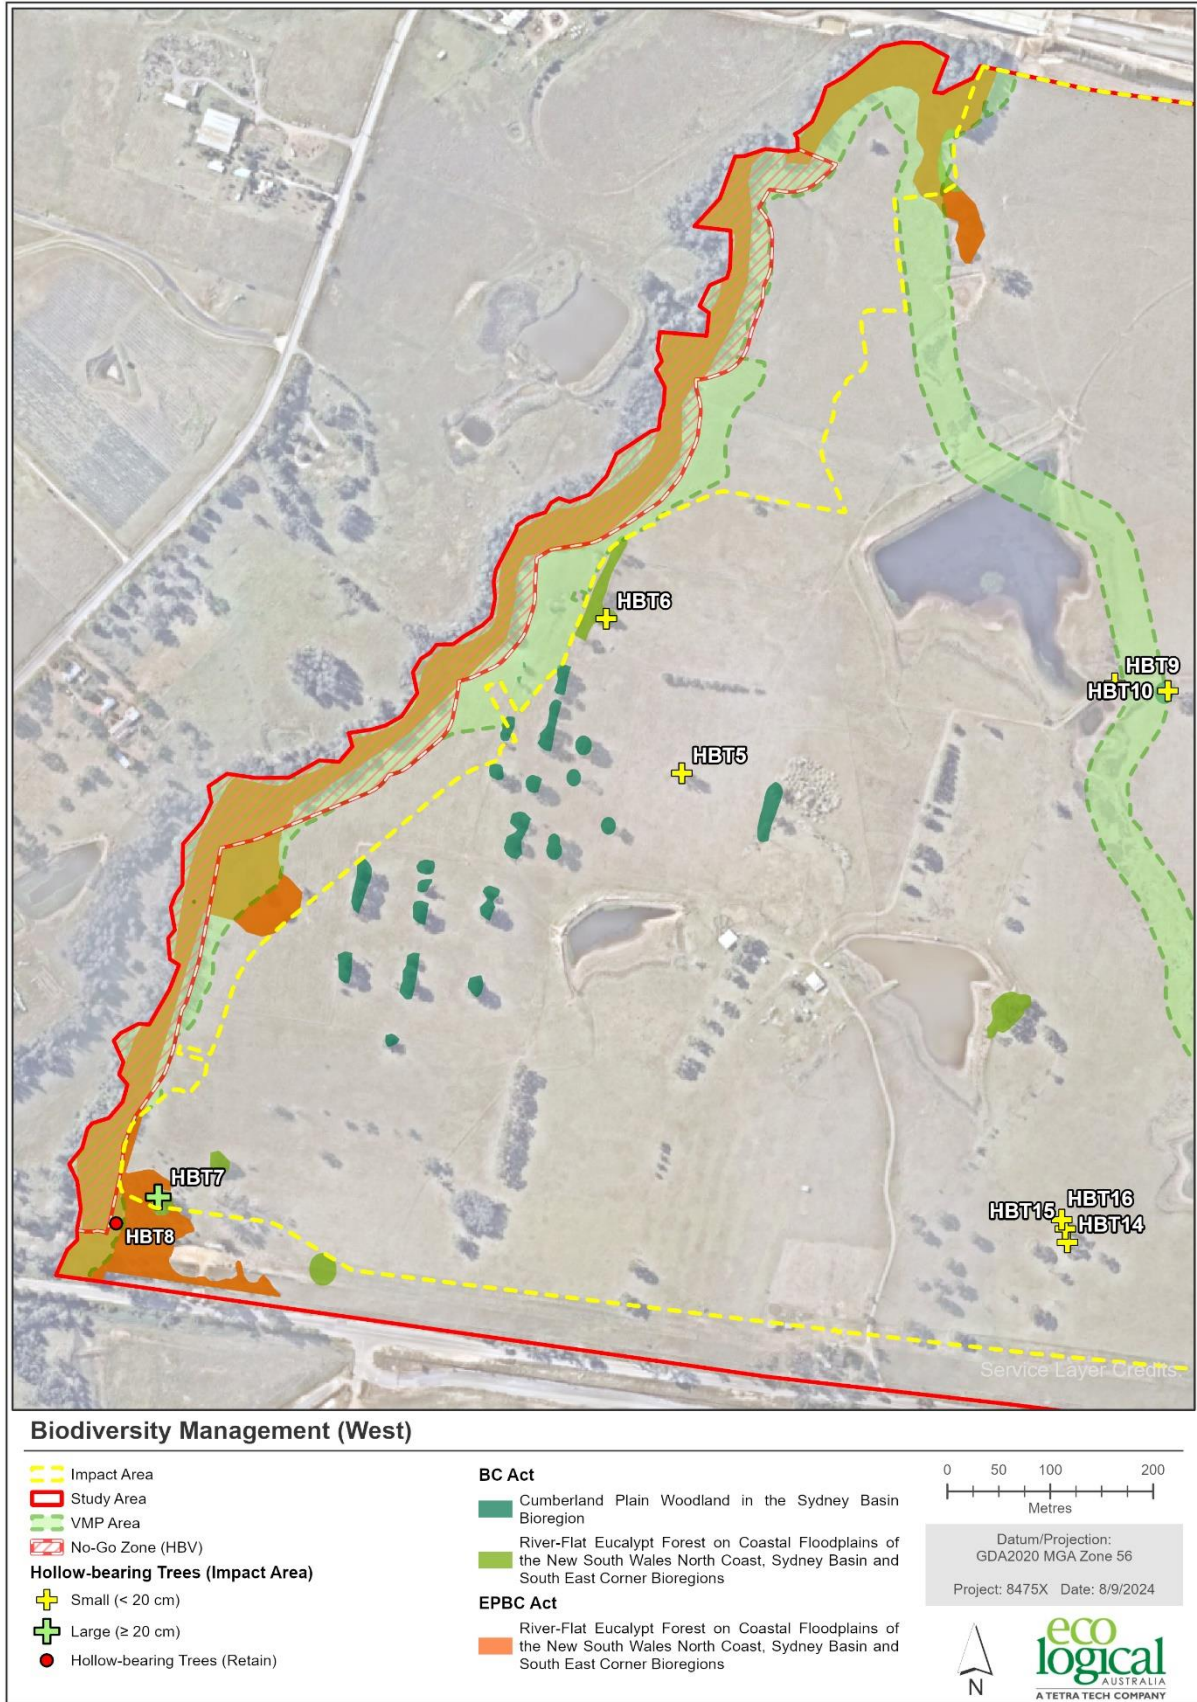 HBT6
HBT9
HBT10
HBT5
HBT7
HBT8
HBT16
HBT15
HBT14
Service Layer Credits:
Biodiversity Management (West)
Impact Area
Study Area
VMP Area
No-Go Zone (HBV)
Hollow-bearing Trees (Impact Area)
Small (< 20 cm)
Large (≥ 20 cm)
Hollow-bearing Trees (Retain)
BC Act
Cumberland Plain Woodland in the Sydney Basin
Bioregion
River-Flat Eucalypt Forest on Coastal Floodplains of
the New South Wales North Coast, Sydney Basin and
South East Corner Bioregions
EPBC Act
River-Flat Eucalypt Forest on Coastal Floodplains of
the New South Wales North Coast, Sydney Basin and
South East Corner Bioregions
0 50 100 200
Metres
Datum/Projection:
GDA2020 MGA Zone 56
Project: 8475X Date: 8/9/2024
N
eco
logical
AUSTRALIA
A TETRA TECH COMPANY